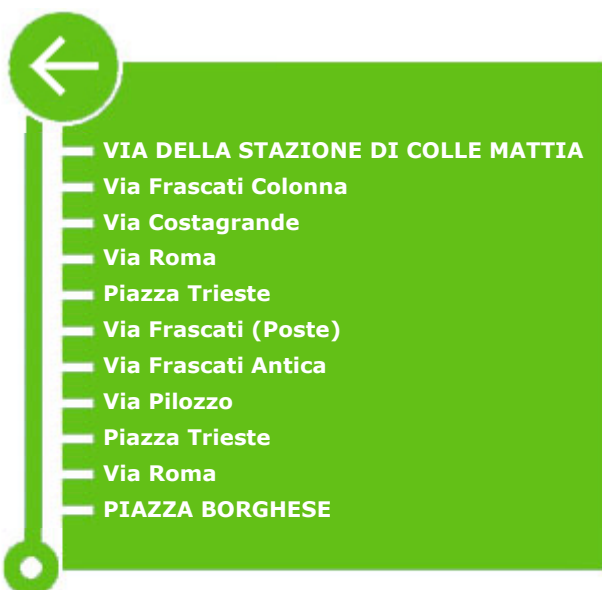 VIA DELLA STAZIONE DI COLLE MATTIA
Via Frascati Colonna
Via Costagrande
Via Roma
Piazza Trieste
Via Frascati (Poste)
Via Frascati Antica
Via Pilozzo
Piazza Trieste
Via Roma
PIAZZA BORGHESE